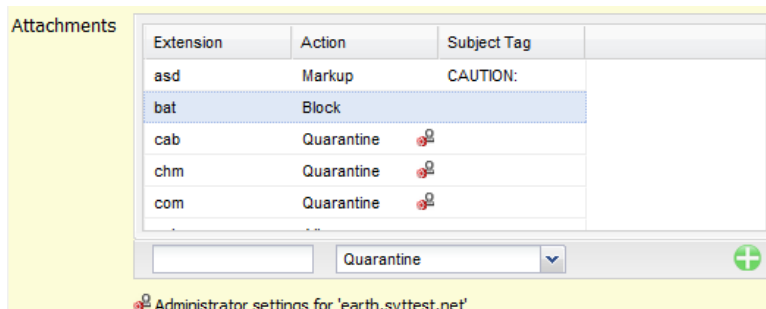 Attachments
Extension Action Subject Tag
asd Markup CAUTION:
bat Block
cab Quarantine
chm Quarantine
com Quarantine
Quarantine
Administrator settings for 'earth.syttest.net'